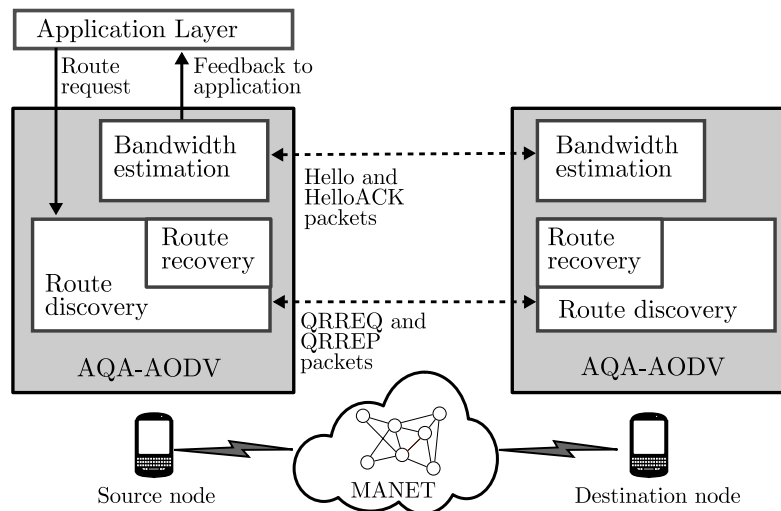 Application Layer
Route
request
Feedback to
application
Bandwidth
estimation
Hello and
HelloACK
packets
Bandwidth
estimation
Route
recovery
Route
discovery
Route
recovery
Route discovery
QRREQ and
QRREP
packets
AQA-AODV
AQA-AODV
MANET
Source node
Destination node